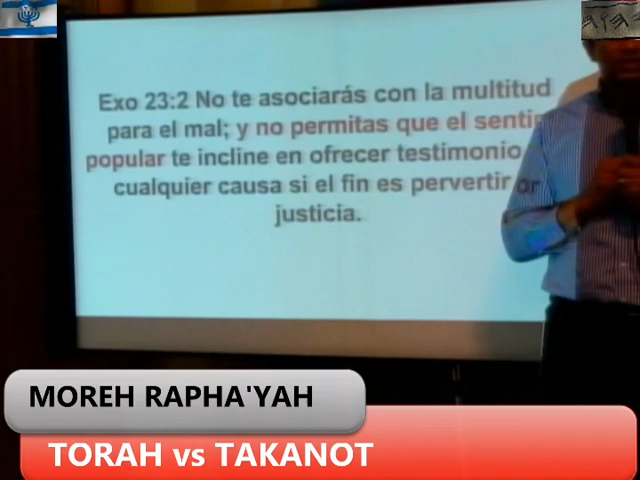 Exo 23:2 No te asociarás con la multitud
para el mal; y no permitas que el senti
popular te incline en ofrecer testimonio
cualquier causa si el fin es pervertir
justicia.
MOREH RAPHA'YAH
TORAH vs TAKANOT